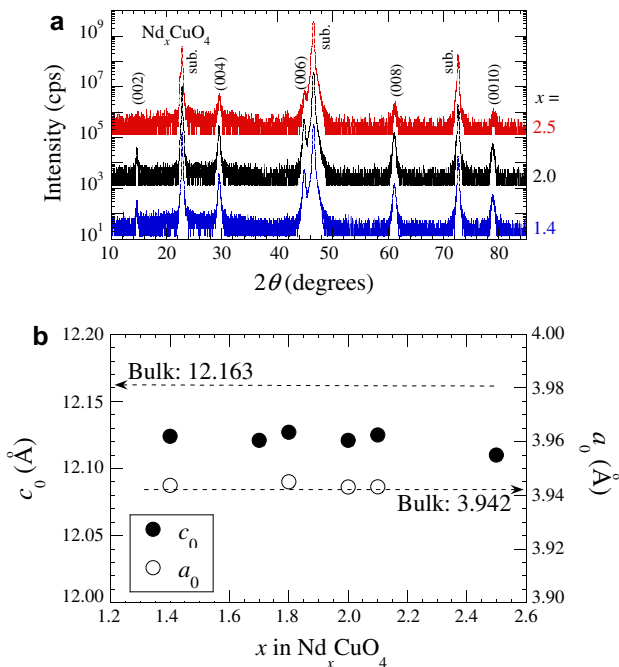 a
Nd_xCuO_4
Intensity (cps)
10^9
10^7
10^5
10^3
10^1
(002)
sub.
(004)
(006)
sub.
(008)
sub.
(0010)
x =
2.5
2.0
1.4
10 20 30 40 50 60 70 80
2θ (degrees)
b
c_0 (Å)
12.20
12.15
12.10
12.05
12.00
Bulk: 12.163
Bulk: 3.942
c_0
a_0
4.00
3.98
3.96
3.94
3.92
3.90
a_0 (Å)
1.2 1.4 1.6 1.8 2.0 2.2 2.4 2.6
x in Nd_xCuO_4